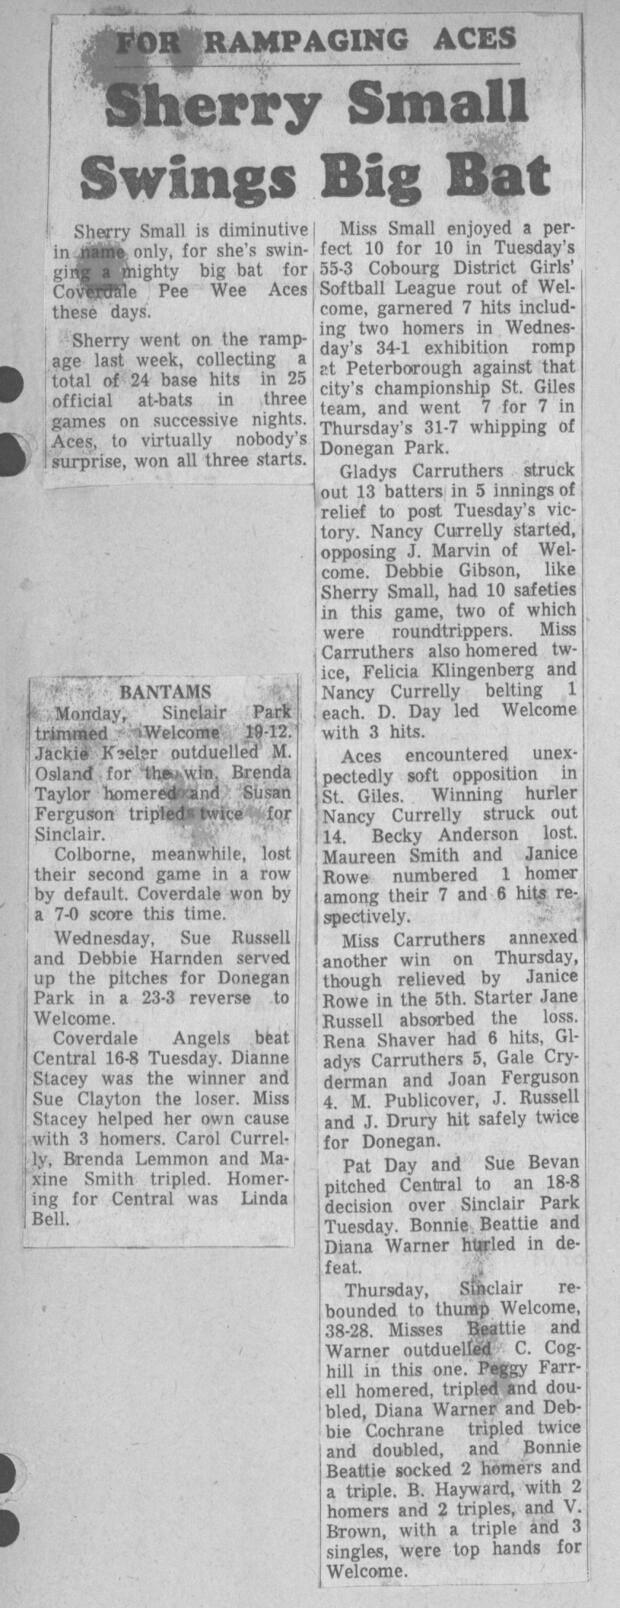 FOR RAMPAGING ACES
Sherry Small
Swings Big Bat
Sherry Small is diminutive
in name only, for she's swin-
ging a mighty big bat for
Coverdale Pee Wee Aces
these days.
Sherry went on the ramp-
age last week, collecting a
total of 24 base hits in 25
official at-bats in three
games on successive nights.
Aces, to virtually nobody's
surprise, won all three starts.
Miss Small enjoyed a per-
fect 10 for 10 in Tuesday's
55-3 Cobourg District Girls'
Softball League rout of Wel-
come, garnered 7 hits includ-
ing two homers in Wednes-
day's 34-1 exhibition romp
at Peterborough against that
city's championship St. Giles
team, and went 7 for 7 in
Thursday's 31-7 whipping of
Donegan Park.
Gladys Carruthers struck
out 13 batters in 5 innings of
relief to post Tuesday's vic-
tory. Nancy Currelly started,
opposing J. Marvin of Wel-
come. Debbie Gibson, like
Sherry Small, had 10 safeties
in this game, two of which
were roundtrippers. Miss
Carruthers also homered tw-
ice, Felicia Klingenberg and
Nancy Currelly belting 1
each. D. Day led Welcome
with 3 hits.
Aces encountered unex-
pectedly soft opposition in
St. Giles. Winning hurler
Nancy Currelly struck out
14. Becky Anderson lost.
Maureen Smith and Janice
Rowe numbered 1 homer
among their 7 and 6 hits re-
spectively.
Miss Carruthers annexed
another win on Thursday,
though relieved by Janice
Rowe in the 5th. Starter Jane
Russell absorbed the loss.
Rena Shaver had 6 hits, Gl-
adys Carruthers 5, Gale Cry-
derman and Joan Ferguson
4. M. Publicover, J. Russell
and J. Drury hit safely twice
for Donegan.
Pat Day and Sue Bevan
pitched Central to an 18-8
decision over Sinclair Park
Tuesday. Bonnie Beattie and
Diana Warner hurled in de-
feat.
Thursday, Sinclair re-
bounded to thump Welcome,
38-28. Misses Beattie and
Warner outduelled C. Cog-
hill in this one. Peggy Farr-
ell homered, tripled and dou-
bled, Diana Warner and Deb-
bie Cochrane tripled twice
and doubled, and Bonnie
Beattie socked 2 homers and
a triple. B. Hayward, with 2
homers and 2 triples, and V.
Brown, with a triple and 3
singles, were top hands for
Welcome.
BANTAMS
Monday, Sinclair Park
trimmed Welcome 19-12.
Jackie Keeler outduelled M.
Osland for the win. Brenda
Taylor homered and Susan
Ferguson tripled twice for
Sinclair.
Colborne, meanwhile, lost
their second game in a row
by default. Coverdale won by
a 7-0 score this time.
Wednesday, Sue Russell
and Debbie Harnden served
up the pitches for Donegan
Park in a 23-3 reverse to
Welcome.
Coverdale Angels beat
Central 16-8 Tuesday. Dianne
Stacey was the winner and
Sue Clayton the loser. Miss
Stacey helped her own cause
with 3 homers. Carol Currel-
ly, Brenda Lemmon and Ma-
xine Smith tripled. Homer-
ing for Central was Linda
Bell.